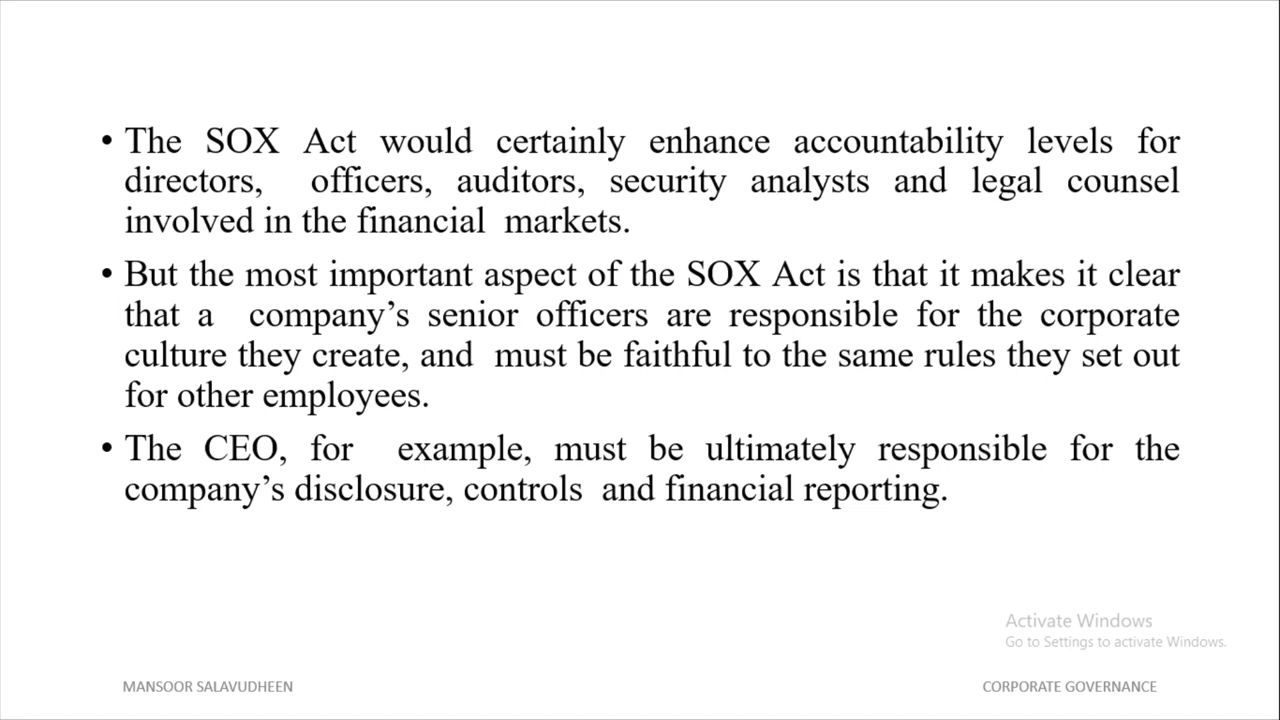 • The SOX Act would certainly enhance accountability levels for
directors, officers, auditors, security analysts and legal counsel
involved in the financial markets.
• But the most important aspect of the SOX Act is that it makes it clear
that a company’s senior officers are responsible for the corporate
culture they create, and must be faithful to the same rules they set out
for other employees.
• The CEO, for example, must be ultimately responsible for the
company’s disclosure, controls and financial reporting.
Activate Windows
Go to Settings to activate Windows.
MANSOOR SALAVUDHEEN
CORPORATE GOVERNANCE